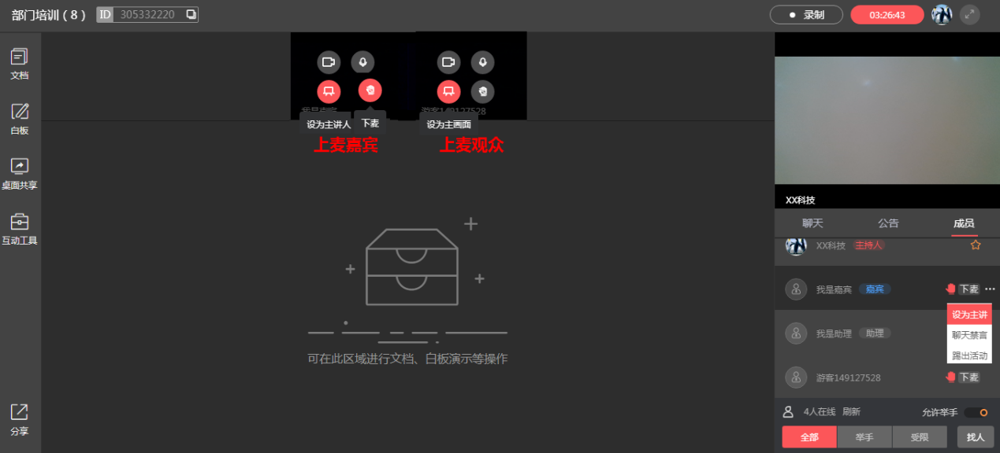 部门培训 ( 8 ) ID 305332220
录制 03:26:43
文档
白板
桌面共享
互动工具
分享
我是嘉宾 游客149127528
设为主讲人 下麦 设为主画面
上麦嘉宾 上麦观众
可在此区域进行文档、白板演示等操作
XX科技
聊天 公告 成员
XX科技 主持人
我是嘉宾 嘉宾 下麦
设为主讲
聊天禁言
踢出活动
我是助理 助理
游客149127528 下麦
4人在线 刷新 允许举手
全部 举手 受限 找人